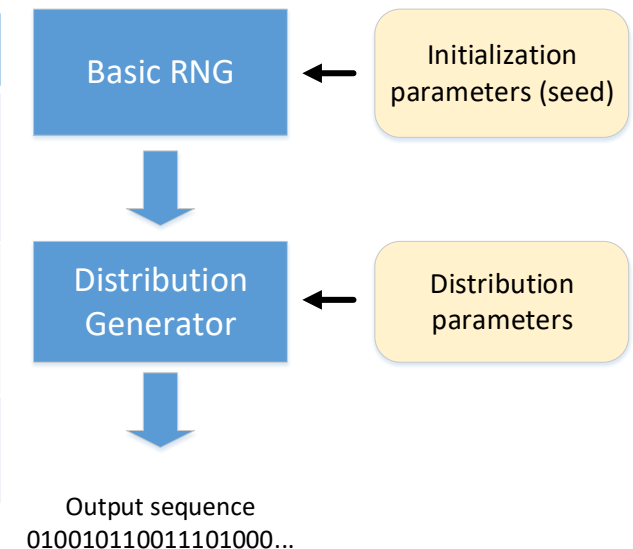 Basic RNG
Initialization
parameters (seed)
Distribution
Generator
Distribution
parameters
Output sequence
010010110011101000...